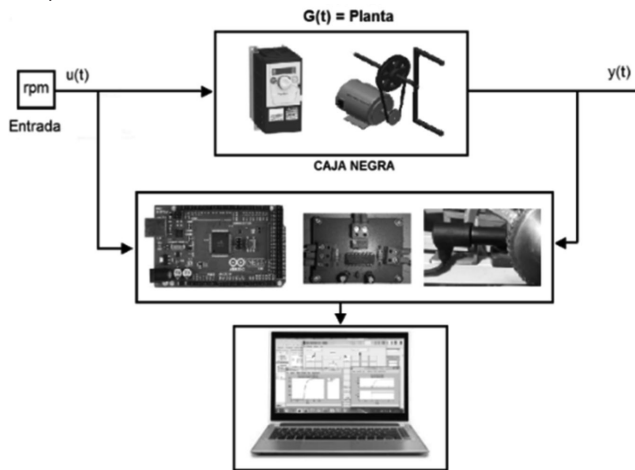 G(t) = Planta
u(t)
y(t)
rpm
Entrada
CAJA NEGRA